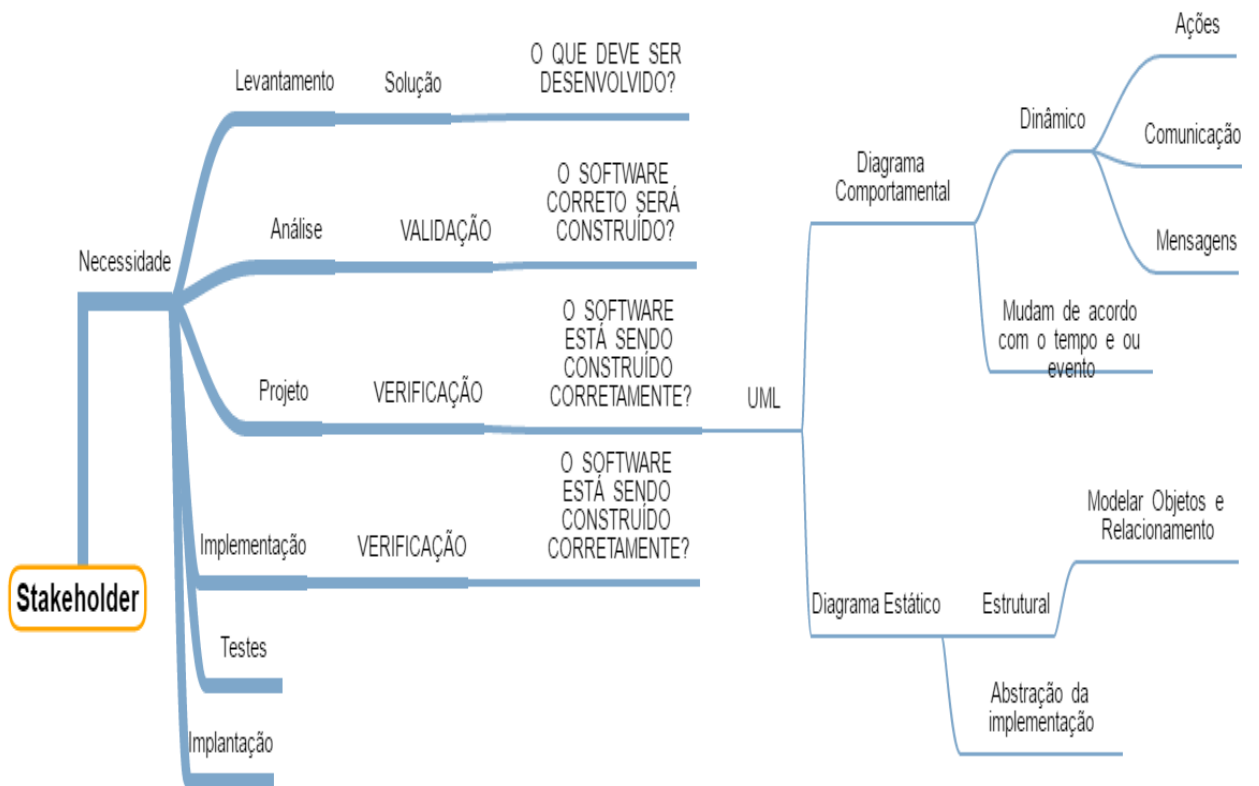 Stakeholder
Necessidade
Levantamento
Solução
O QUE DEVE SER
DESENVOLVIDO?
Análise
VALIDAÇÃO
O SOFTWARE
CORRETO SERÁ
CONSTRUÍDO?
Projeto
VERIFICAÇÃO
O SOFTWARE
ESTÁ SENDO
CONSTRUÍDO
CORRETAMENTE?
UML
Diagrama
Comportamental
Dinâmico
Ações
Comunicação
Mensagens
Mudam de acordo
com o tempo e ou
evento
Diagrama Estático
Estrutural
Modelar Objetos e
Relacionamento
Abstração da
implementação
Implementação
VERIFICAÇÃO
O SOFTWARE
ESTÁ SENDO
CONSTRUÍDO
CORRETAMENTE?
Testes
Implantação